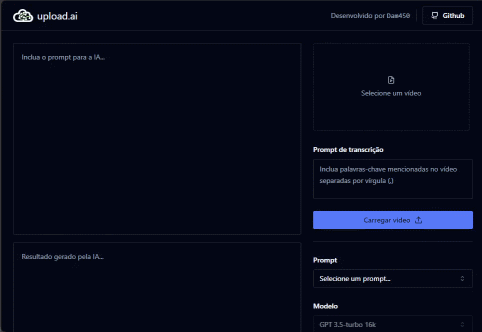 upload.ai
Desenvolvido por Dam450
Github
Inclua o prompt para a IA...
Selecione um vídeo
Prompt de transcrição
Inclua palavras-chave mencionadas no vídeo
separadas por vírgula (,)
Carregar vídeo
Resultado gerado pela IA...
Prompt
Selecione um prompt...
Modelo
GPT 3.5-turbo 16k